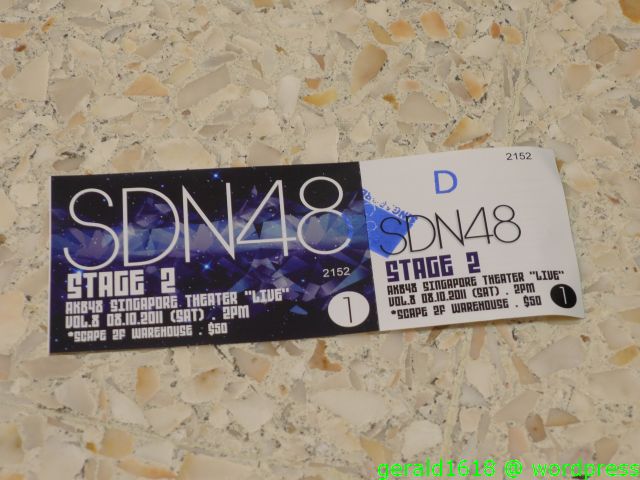 SDN48
STAGE 2
AKB48 SINGAPORE THEATER "LIVE"
VOL.8 08.10.2011 (SAT) . 2PM
*SCAPE 2F WAREHOUSE . $50
2152
1
2152
D
SDN48
STAGE 2
AKB48 SINGAPORE THEATER "LIVE"
VOL.8 08.10.2011 (SAT) . 2PM
*SCAPE 2F WAREHOUSE . $50
1
gerald1618 @ wordpress